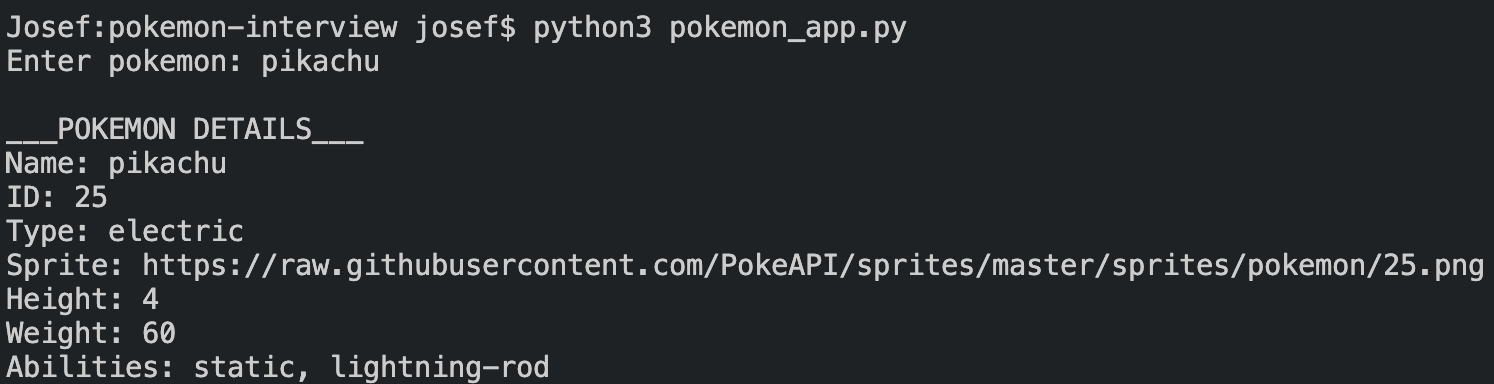 Josef:pokemon-interview josef$ python3 pokemon_app.py
Enter pokemon: pikachu
___POKEMON DETAILS___
Name: pikachu
ID: 25
Type: electric
Sprite: https://raw.githubusercontent.com/PokeAPI/sprites/master/sprites/pokemon/25.png
Height: 4
Weight: 60
Abilities: static, lightning-rod